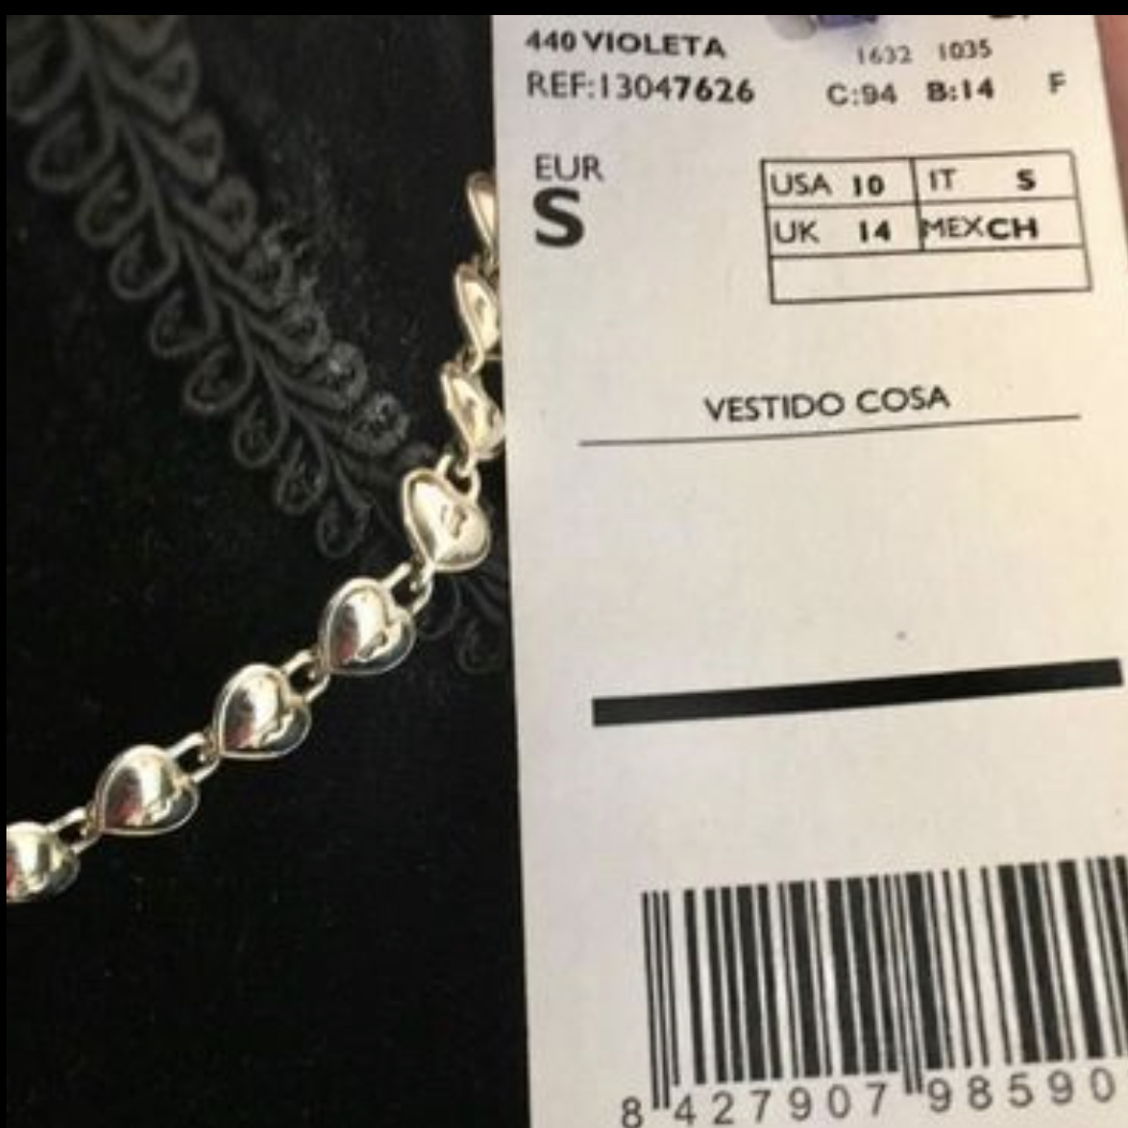 440 VIOLETA 1632 1035
REF:13047626 C:94 B:14 F
EUR
S
USA 10 IT S
UK 14 MEX CH
VESTIDO COSA
8 427907 98590